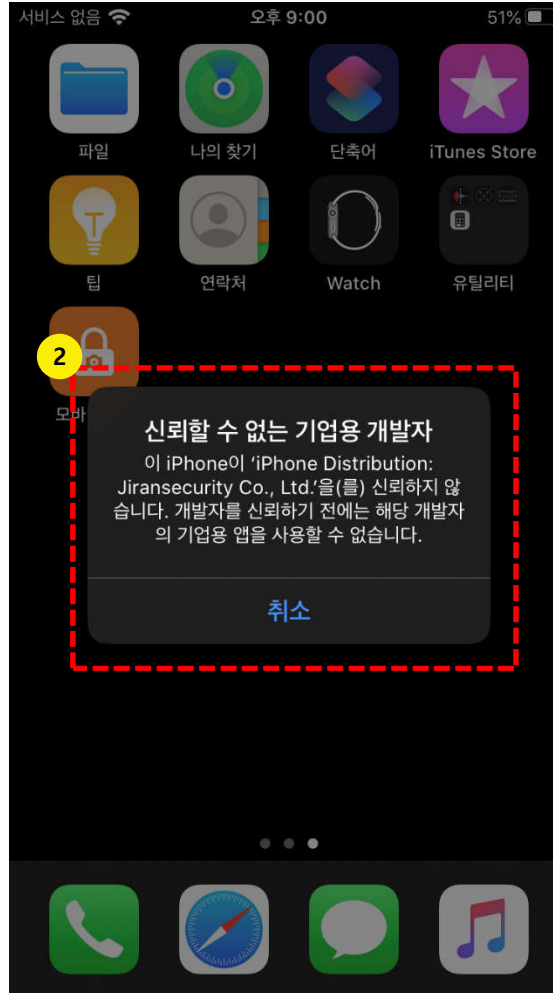 서비스 없음
오후 9:00
51%
파일
나의 찾기
단축어
iTunes Store
팁
연락처
Watch
유틸리티
2
모바
신뢰할 수 없는 기업용 개발자
이 iPhone이 ‘iPhone Distribution:
Jiransecurity Co., Ltd.’을(를) 신뢰하지 않
습니다. 개발자를 신뢰하기 전에는 해당 개발자
의 기업용 앱을 사용할 수 없습니다.
취소